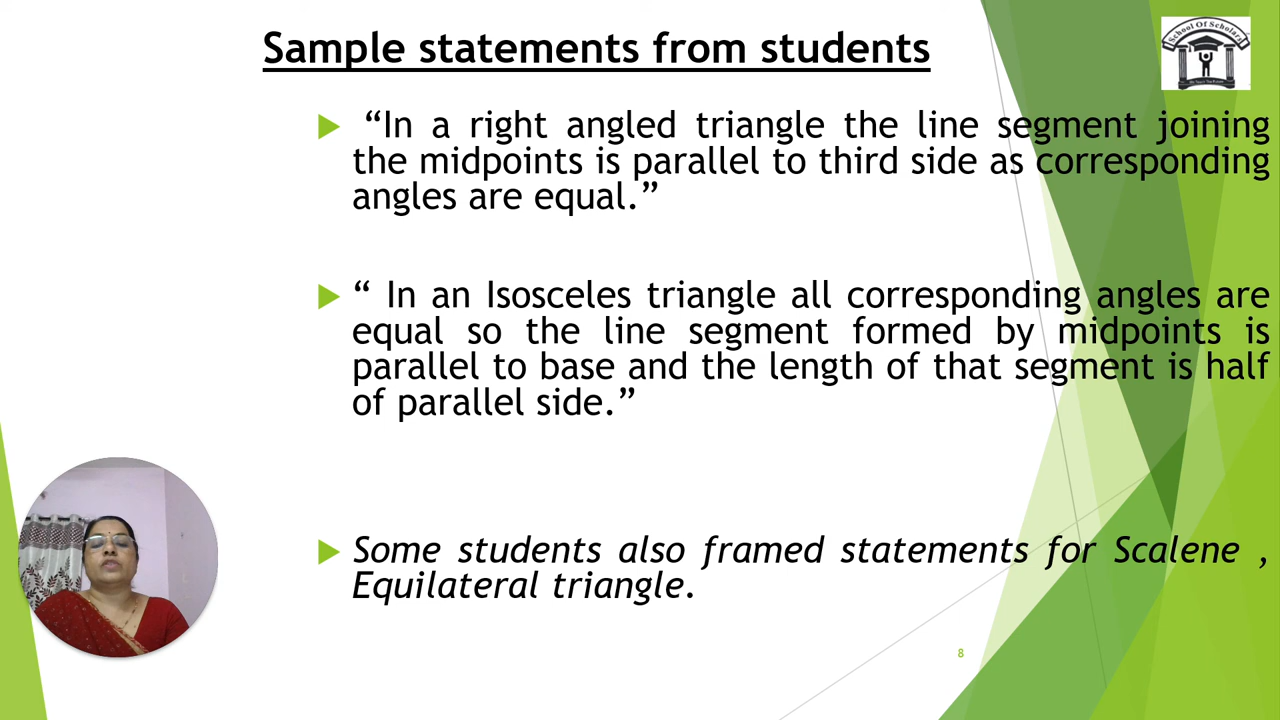 Sample statements from students
School Of Scholars
“In a right angled triangle the line segment joining
the midpoints is parallel to third side as corresponding
angles are equal.”
“ In an Isosceles triangle all corresponding angles are
equal so the line segment formed by midpoints is
parallel to base and the length of that segment is half
of parallel side.”
Some students also framed statements for Scalene ,
Equilateral triangle.
8